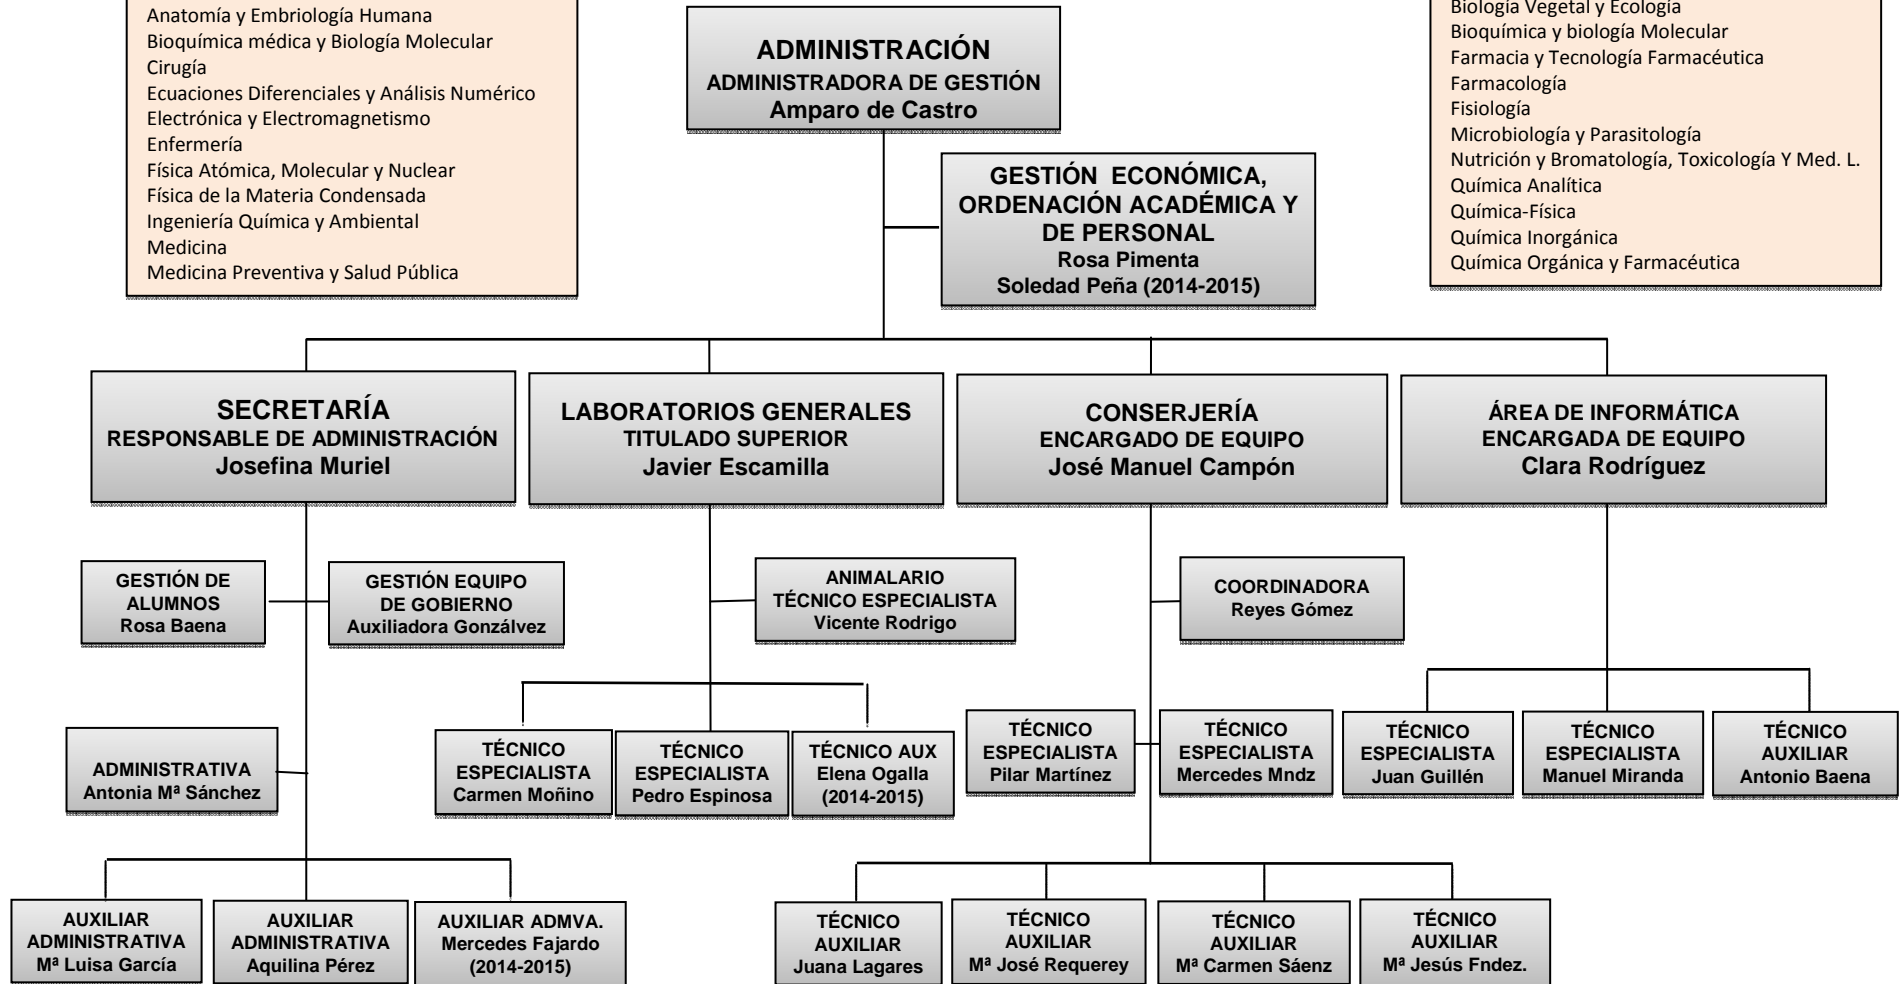 Anatomía y Embriología Humana
Bioquímica médica y Biología Molecular
Cirugía
Ecuaciones Diferenciales y Análisis Numérico
Electrónica y Electromagnetismo
Enfermería
Física Atómica, Molecular y Nuclear
Física de la Materia Condensada
Ingeniería Química y Ambiental
Medicina
Medicina Preventiva y Salud Pública
ADMINISTRACIÓN
ADMINISTRADORA DE GESTIÓN
Amparo de Castro
GESTIÓN ECONÓMICA,
ORDENACIÓN ACADÉMICA Y
DE PERSONAL
Rosa Pimenta
Soledad Peña (2014-2015)
Biología Vegetal y Ecología
Bioquímica y biología Molecular
Farmacia y Tecnología Farmacéutica
Farmacología
Fisiología
Microbiología y Parasitología
Nutrición y Bromatología, Toxicología Y Med. L.
Química Analítica
Química-Física
Química Inorgánica
Química Orgánica y Farmacéutica
SECRETARÍA
RESPONSABLE DE ADMINISTRACIÓN
Josefina Muriel
LABORATORIOS GENERALES
TITULADO SUPERIOR
Javier Escamilla
CONSERJERÍA
ENCARGADO DE EQUIPO
José Manuel Campón
ÁREA DE INFORMÁTICA
ENCARGADA DE EQUIPO
Clara Rodríguez
GESTIÓN DE
ALUMNOS
Rosa Baena
GESTIÓN EQUIPO
DE GOBIERNO
Auxiliadora Gonzálvez
ANIMALARIO
TÉCNICO ESPECIALISTA
Vicente Rodrigo
COORDINADORA
Reyes Gómez
ADMINISTRATIVA
Antonia Mª Sánchez
TÉCNICO
ESPECIALISTA
Carmen Moñino
TÉCNICO
ESPECIALISTA
Pedro Espinosa
TÉCNICO AUX
Elena Ogalla
(2014-2015)
TÉCNICO
ESPECIALISTA
Pilar Martínez
TÉCNICO
ESPECIALISTA
Mercedes Mndz
TÉCNICO
ESPECIALISTA
Juan Guillén
TÉCNICO
ESPECIALISTA
Manuel Miranda
TÉCNICO
AUXILIAR
Antonio Baena
AUXILIAR
ADMINISTRATIVA
Mª Luisa García
AUXILIAR
ADMINISTRATIVA
Aquilina Pérez
AUXILIAR ADMVA.
Mercedes Fajardo
(2014-2015)
TÉCNICO
AUXILIAR
Juana Lagares
TÉCNICO
AUXILIAR
Mª José Requerey
TÉCNICO
AUXILIAR
Mª Carmen Sáenz
TÉCNICO
AUXILIAR
Mª Jesús Fndez.